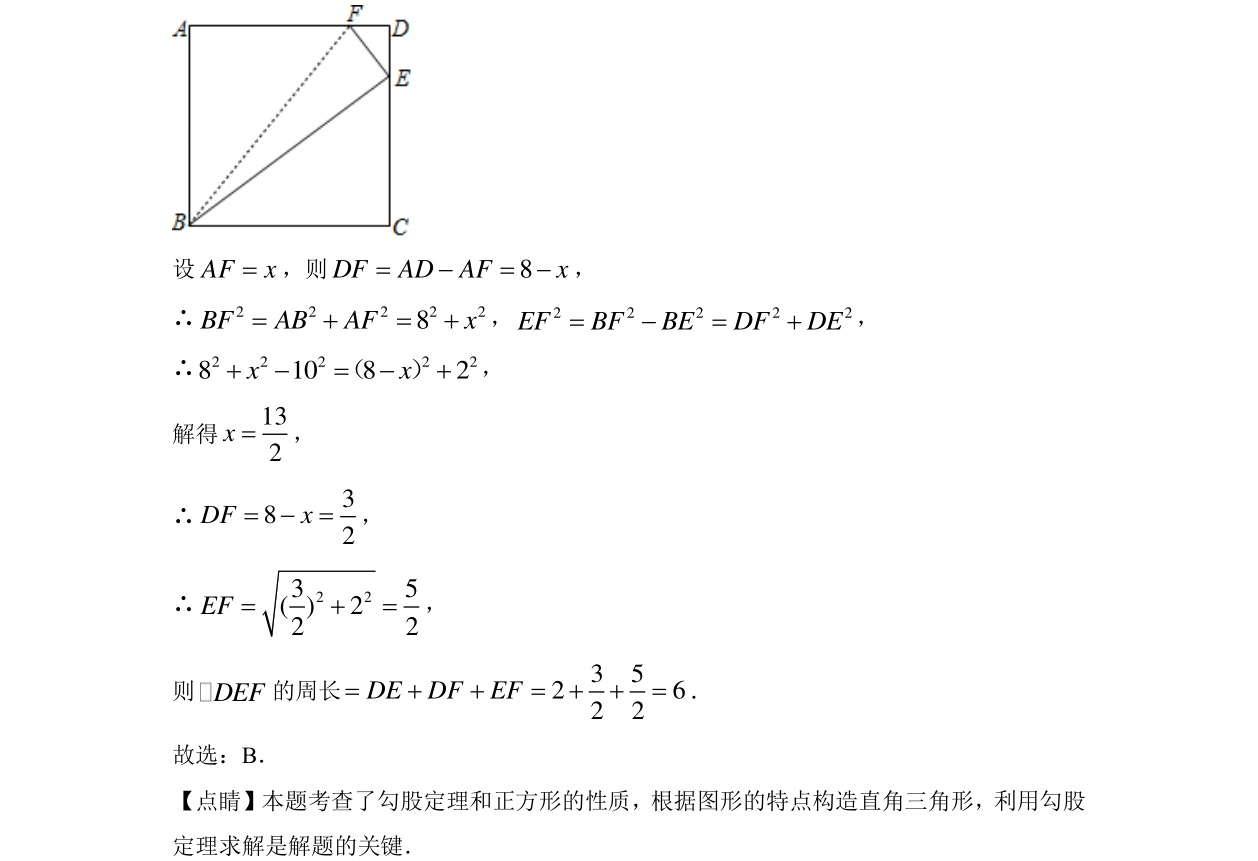 F
A D
E
B C
设 AF = x，则 DF = AD − AF = 8 − x，
∴ BF² = AB² + AF² = 8² + x²，EF² = BF² − BE² = DF² + DE²，
∴ 8² + x² − 10² = (8 − x)² + 2²，
解得 x = 13/2，
∴ DF = 8 − x = 3/2，
∴ EF = √((3/2)² + 2²) = 5/2，
则 □DEF 的周长 = DE + DF + EF = 2 + 3/2 + 5/2 = 6．
故选：B．
【点睛】本题考查了勾股定理和正方形的性质，根据图形的特点构造直角三角形，利用勾股
定理求解是解题的关键．